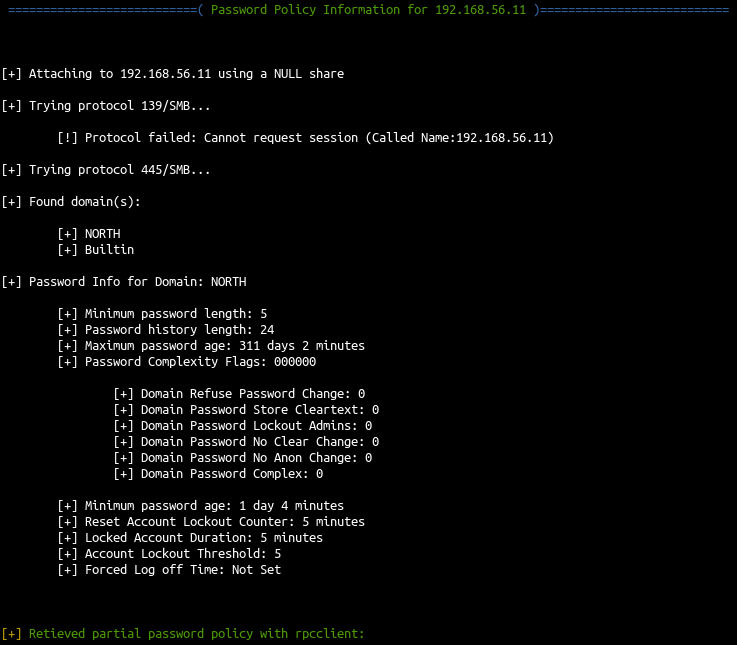 ===========================( Password Policy Information for 192.168.56.11 )===========================
[+] Attaching to 192.168.56.11 using a NULL share
[+] Trying protocol 139/SMB...
[!] Protocol failed: Cannot request session (Called Name:192.168.56.11)
[+] Trying protocol 445/SMB...
[+] Found domain(s):
[+] NORTH
[+] Builtin
[+] Password Info for Domain: NORTH
[+] Minimum password length: 5
[+] Password history length: 24
[+] Maximum password age: 311 days 2 minutes
[+] Password Complexity Flags: 000000
[+] Domain Refuse Password Change: 0
[+] Domain Password Store Cleartext: 0
[+] Domain Password Lockout Admins: 0
[+] Domain Password No Clear Change: 0
[+] Domain Password No Anon Change: 0
[+] Domain Password Complex: 0
[+] Minimum password age: 1 day 4 minutes
[+] Reset Account Lockout Counter: 5 minutes
[+] Locked Account Duration: 5 minutes
[+] Account Lockout Threshold: 5
[+] Forced Log off Time: Not Set
[+] Retieved partial password policy with rpcclient: